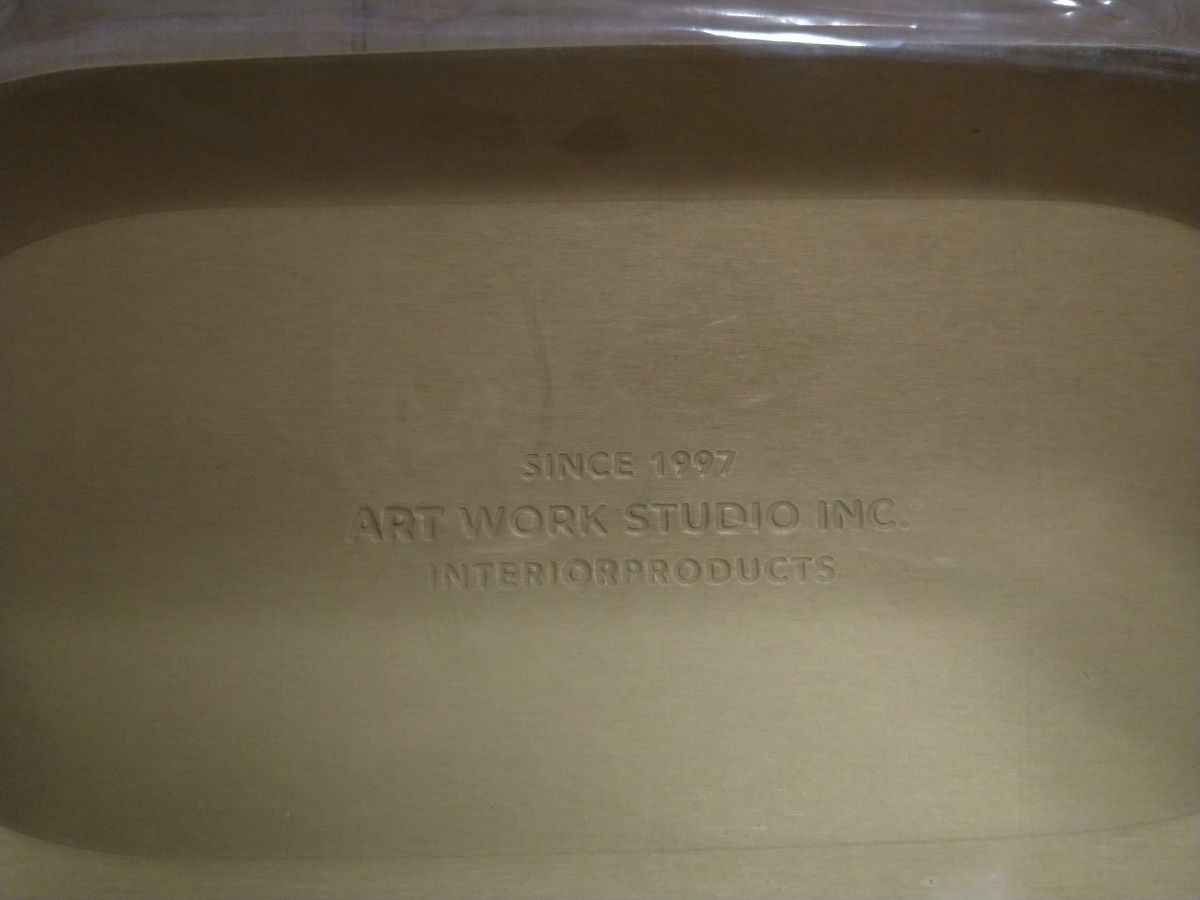 SINCE 1997
ART WORK STUDIO INC.
INTERIORPRODUCTS